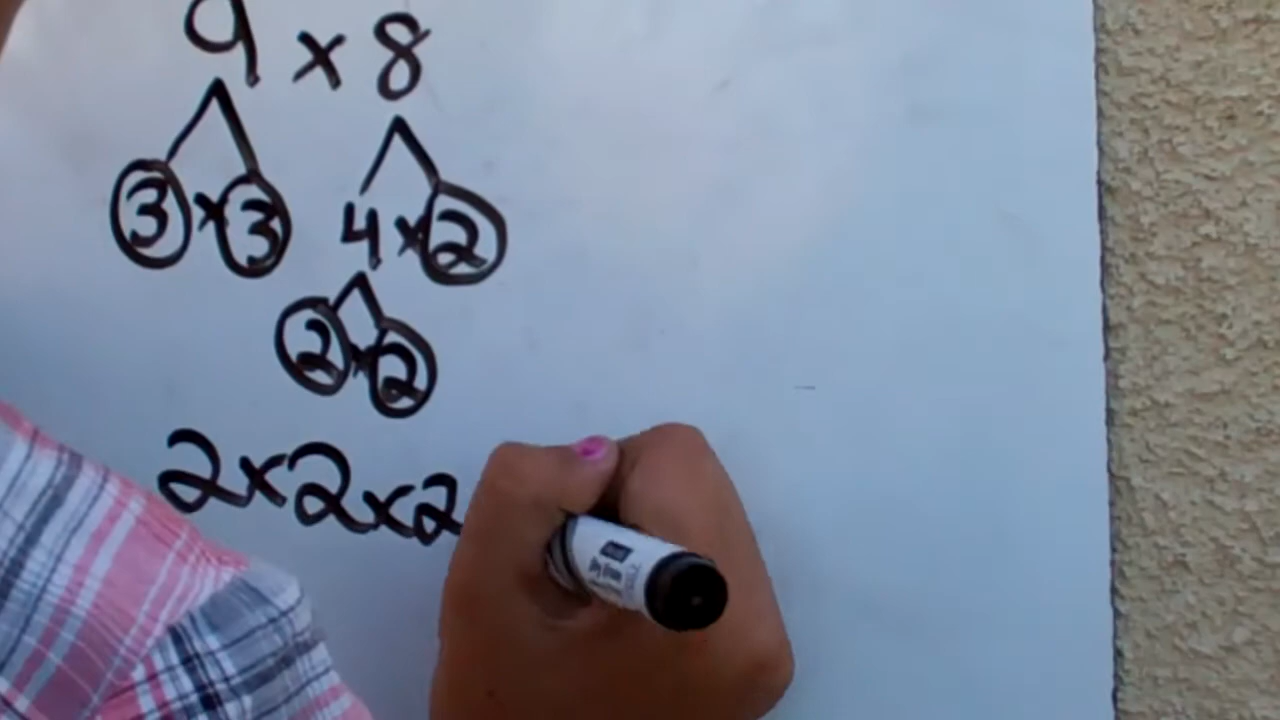 9 × 8
3 × 3 4 × 2
2 × 2
2×2×2